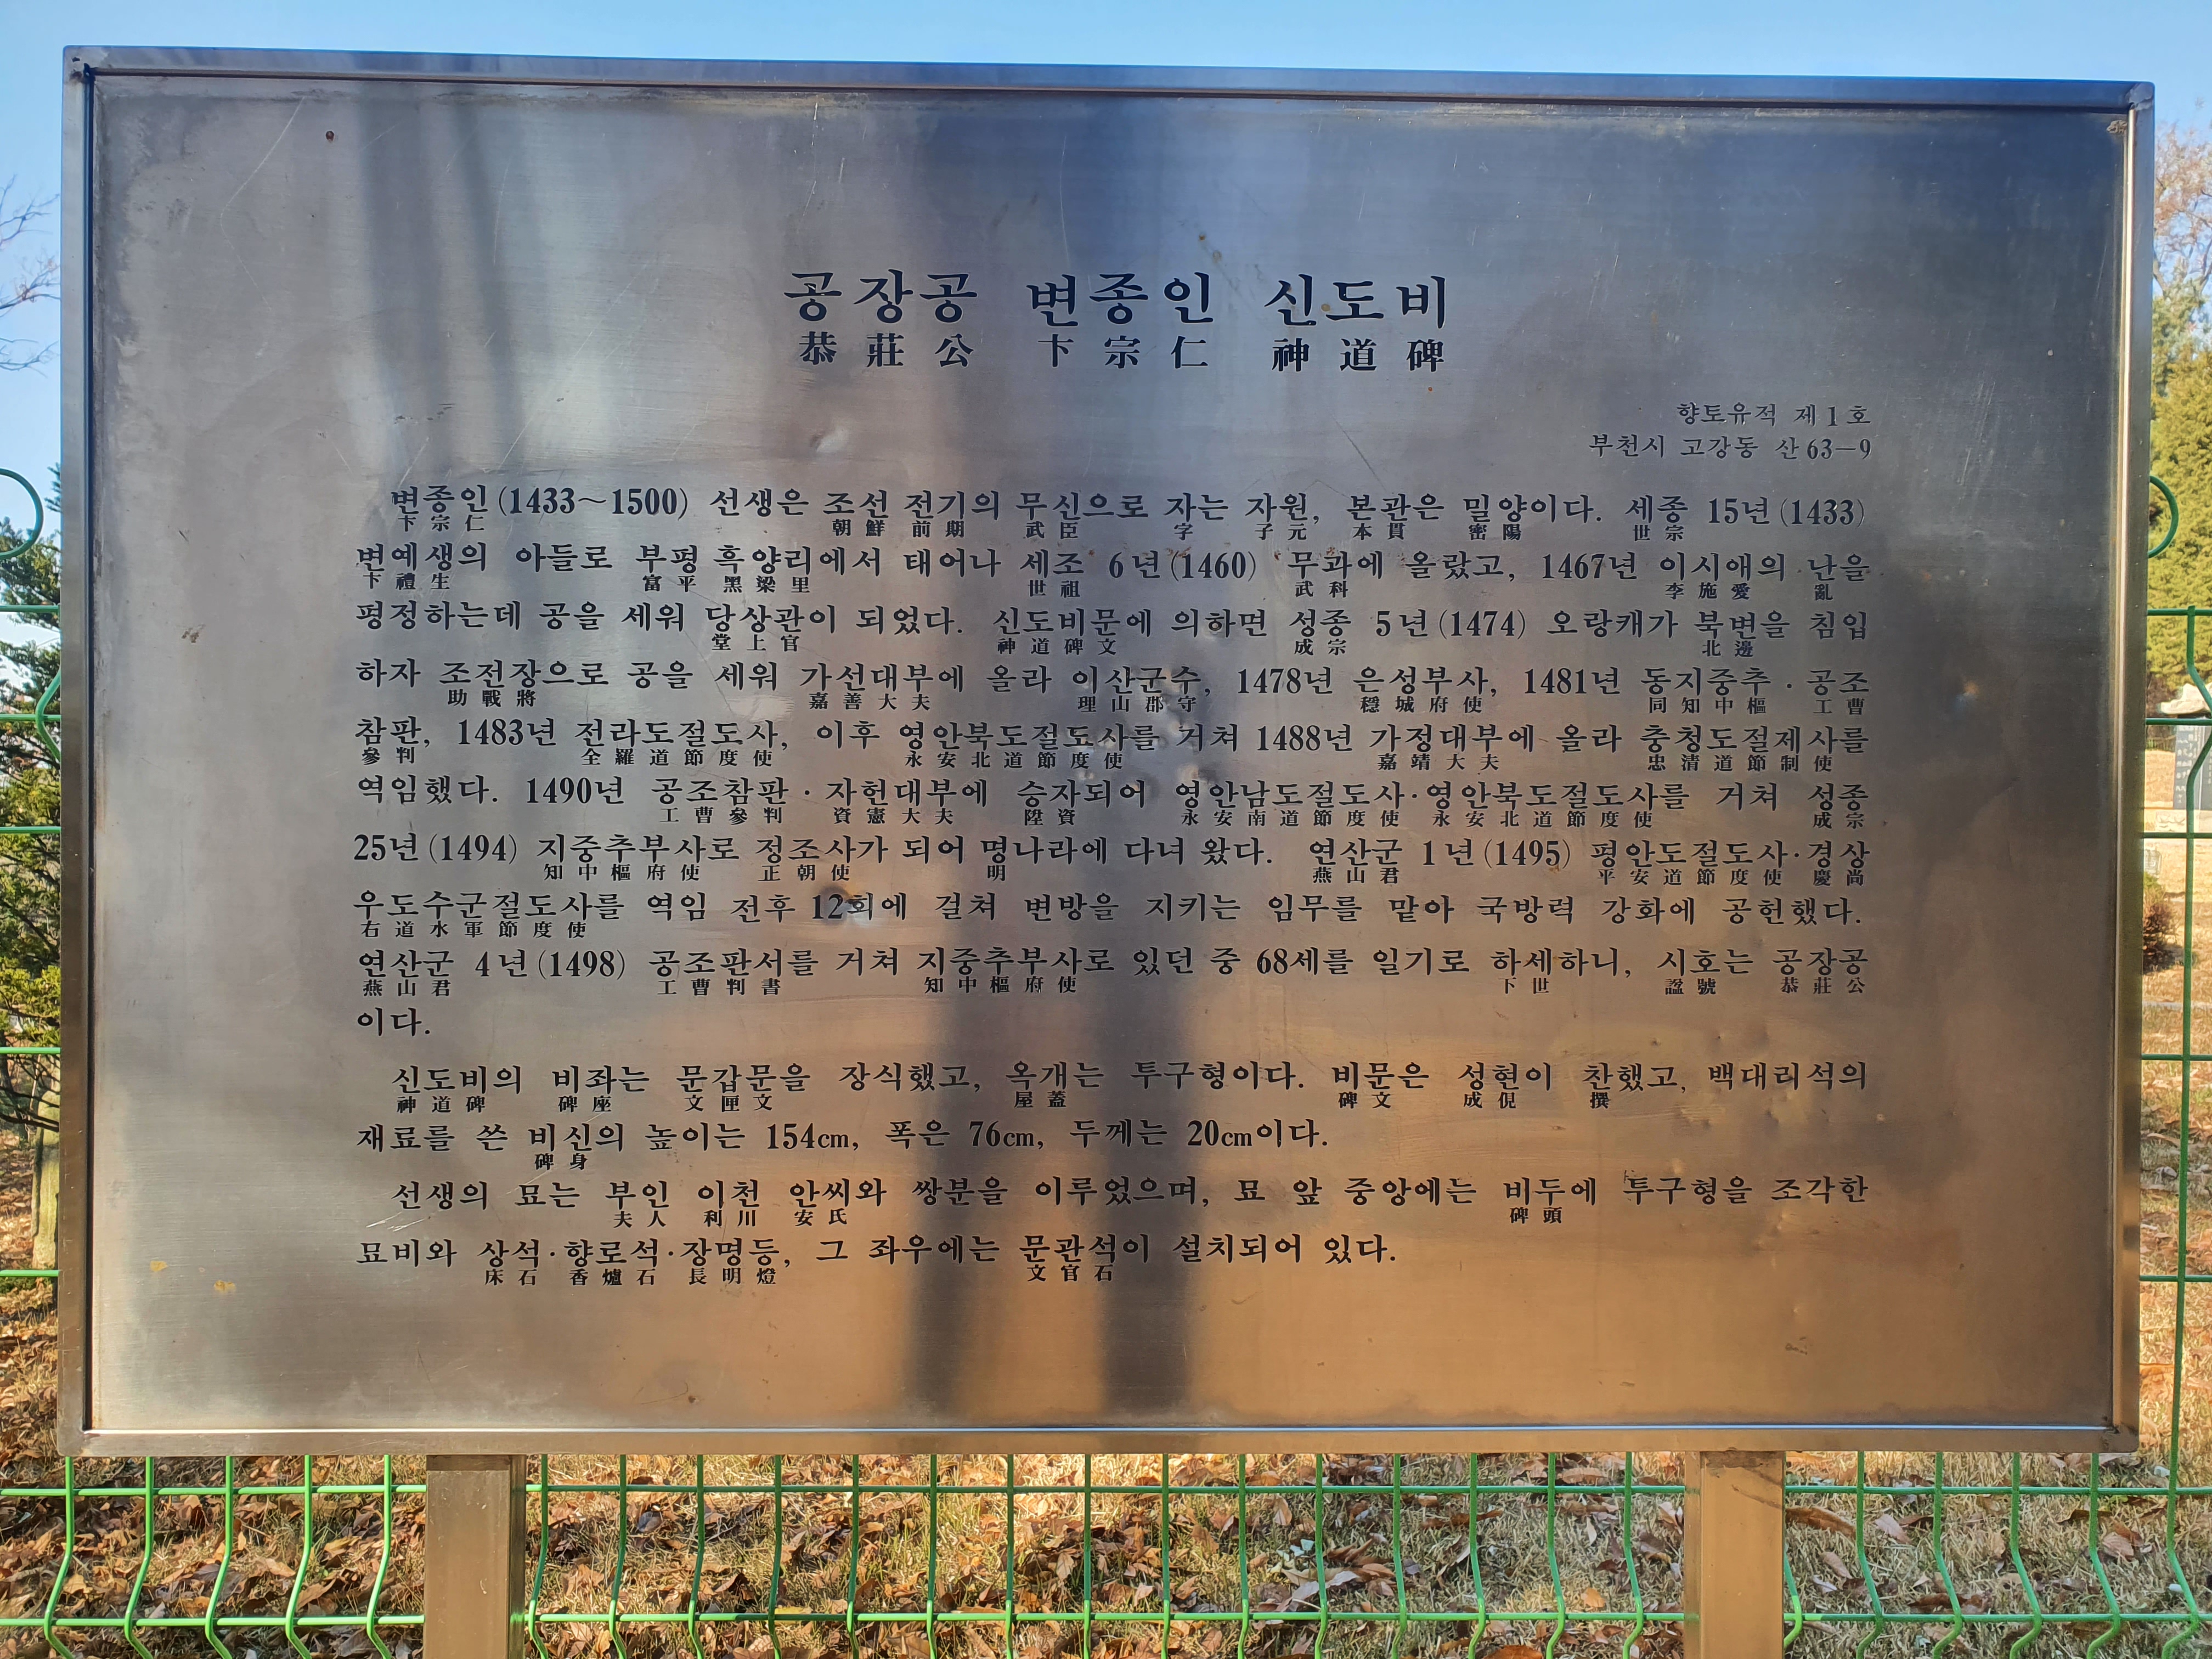 공장공 변종인 신도비
恭莊公 卞宗仁 神道碑
향토유적 제1호
부천시 고강동 산63-9
변종인(1433~1500) 선생은 조선 전기의 무신으로 자는 자원, 본관은 밀양이다. 세종 15년(1433)
卞宗仁 朝鮮 前期 武臣 字 子元 本貫 密陽 世宗
변예생의 아들로 부평 흑양리에서 태어나 세조 6년(1460) 무과에 올랐고, 1467년 이시애의 난을
卞禮生 富平 黑梁里 世祖 武科 李施愛 亂
평정하는데 공을 세워 당상관이 되었다. 신도비문에 의하면 성종 5년(1474) 오랑캐가 북변을 침입
堂上官 神道碑文 成宗 北邊
하자 조전장으로 공을 세워 가선대부에 올라 이산군수, 1478년 은성부사, 1481년 동지중추·공조
助戰將 嘉善大夫 理山郡守 穩城府使 同知中樞 工曹
참판, 1483년 전라도절도사, 이후 영안북도절도사를 거쳐 1488년 가정대부에 올라 충청도절제사를
參判 全羅道節度使 永安北道節度使 嘉靖大夫 忠清道節制使
역임했다. 1490년 공조참판·자헌대부에 승자되어 영안남도절도사·영안북도절도사를 거쳐 성종
工曹參判 資憲大夫 陞資 永安南道節度使 永安北道節度使 成宗
25년(1494) 지중추부사로 정조사가 되어 명나라에 다녀 왔다. 연산군 1년(1495) 평안도절도사·경상
知中樞府使 正朝使 明 燕山君 平安道節度使 慶尚
우도수군절도사를 역임 전후 12회에 걸쳐 변방을 지키는 임무를 맡아 국방력 강화에 공헌했다.
右道水軍節度使
연산군 4년(1498) 공조판서를 거쳐 지중추부사로 있던 중 68세를 일기로 하세하니, 시호는 공장공
燕山君 工曹判書 知中樞府使 下世 諡號 恭莊公
이다.
신도비의 비좌는 문갑문을 장식했고, 옥개는 투구형이다. 비문은 성현이 찬했고, 백대리석의
神道碑 碑座 文匣文 屋蓋 碑文 成俔 撰
재료를 쓴 비신의 높이는 154cm, 폭은 76cm, 두께는 20cm이다.
碑身
선생의 묘는 부인 이천 안씨와 쌍분을 이루었으며, 묘 앞 중앙에는 비두에 투구형을 조각한
夫人 利川 安氏 碑頭
묘비와 상석·향로석·장명등, 그 좌우에는 문관석이 설치되어 있다.
床石 香爐石 長明燈 文官石